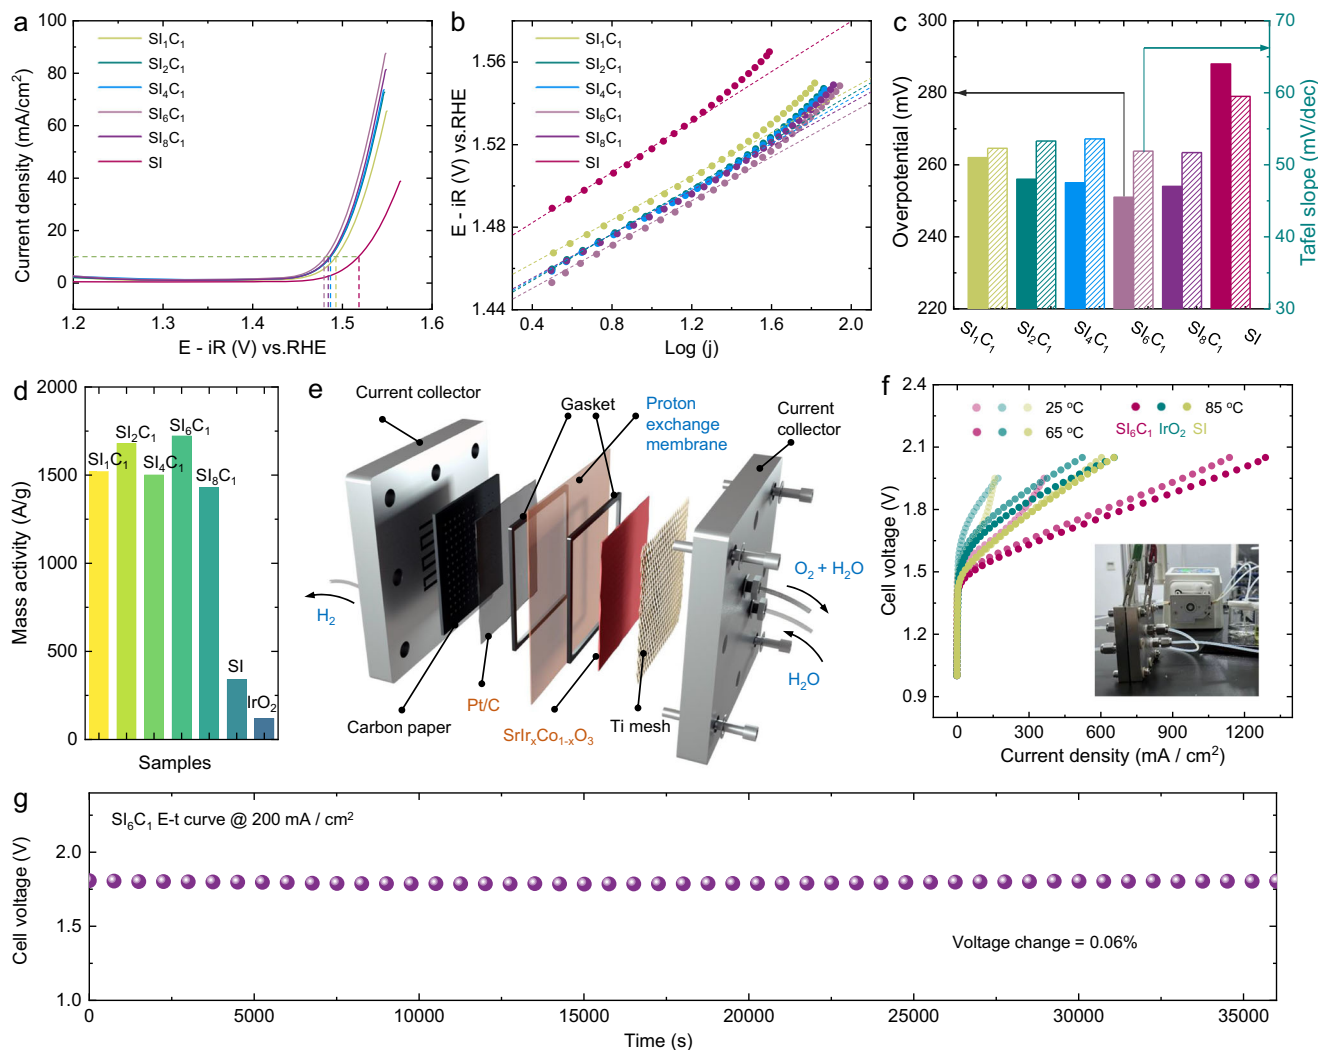 a
Current density (mA/cm²)
100
80
60
40
20
10
0
SI₁C₁
SI₂C₁
SI₄C₁
SI₆C₁
SI₈C₁
SI
1.2
1.3
1.4
1.5
1.6
E - iR (V) vs.RHE
b
E - iR (V) vs.RHE
1.56
1.52
1.48
1.44
SI₁C₁
SI₂C₁
SI₄C₁
SI₆C₁
SI₈C₁
SI
0.4
0.8
1.2
1.6
2.0
Log (j)
c
Overpotential (mV)
300
280
260
240
220
70
60
50
40
30
Tafel slope (mV/dec)
SI₁C₁
SI₂C₁
SI₄C₁
SI₆C₁
SI₈C₁
SI
d
Mass activity (A/g)
2000
1500
1000
500
0
SI₁C₁
SI₂C₁
SI₄C₁
SI₆C₁
SI₈C₁
SI
IrO₂
Samples
e
Current collector
Gasket
Proton
exchange
membrane
Current
collector
H₂
O₂ + H₂O
H₂O
Carbon paper
Pt/C
SrIrₓCo₁₋ₓO₃
Ti mesh
f
Cell voltage (V)
2.4
2.1
1.8
1.5
1.2
0.9
25 °C
65 °C
85 °C
SI₆C₁ IrO₂ SI
0
300
600
900
1200
Current density (mA / cm²)
g
Cell voltage (V)
2.0
1.5
1.0
SI₆C₁ E-t curve @ 200 mA / cm²
Voltage change = 0.06%
0
5000
10000
15000
20000
25000
30000
35000
Time (s)